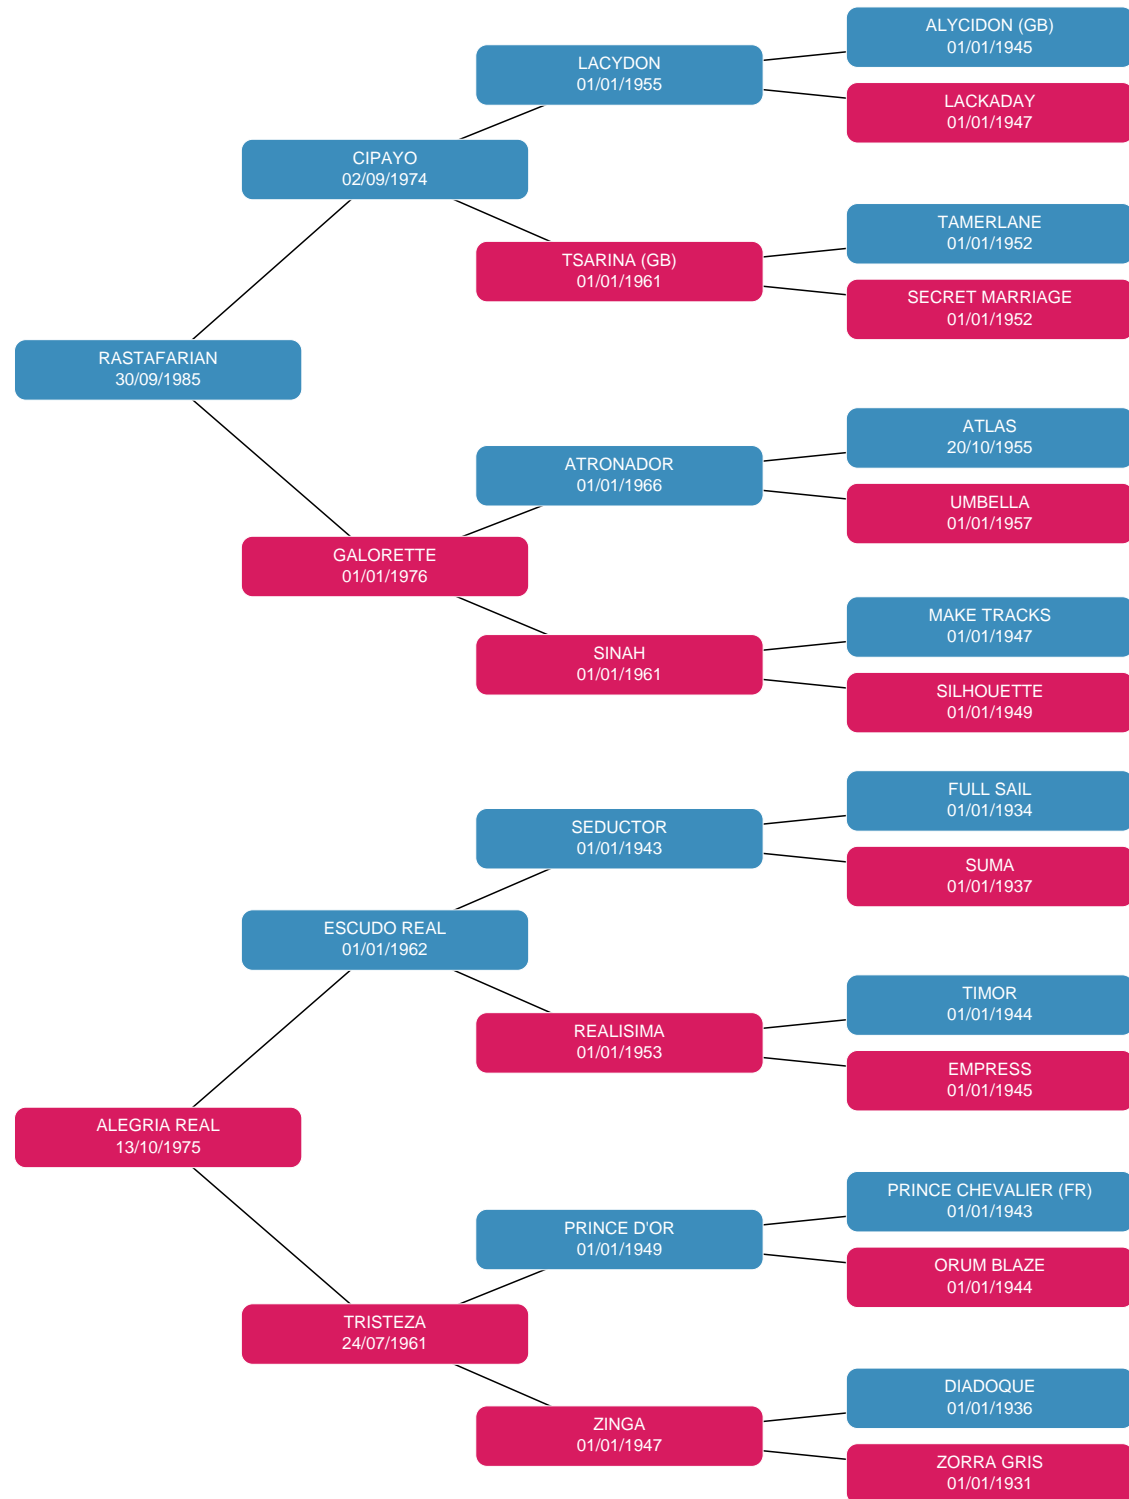 ALYCIDON (GB)
01/01/1945
LACYDON
01/01/1955
LACKADAY
01/01/1947
CIPAYO
02/09/1974
TAMERLANE
01/01/1952
TSARINA (GB)
01/01/1961
SECRET MARRIAGE
01/01/1952
RASTAFARIAN
30/09/1985
ATLAS
20/10/1955
ATRONADOR
01/01/1966
UMBELLA
01/01/1957
GALORETTE
01/01/1976
MAKE TRACKS
01/01/1947
SINAH
01/01/1961
SILHOUETTE
01/01/1949
FULL SAIL
01/01/1934
SEDUCTOR
01/01/1943
SUMA
01/01/1937
ESCUDO REAL
01/01/1962
TIMOR
01/01/1944
REALISIMA
01/01/1953
EMPRESS
01/01/1945
ALEGRIA REAL
13/10/1975
PRINCE CHEVALIER (FR)
01/01/1943
PRINCE D'OR
01/01/1949
ORUM BLAZE
01/01/1944
TRISTEZA
24/07/1961
DIADOQUE
01/01/1936
ZINGA
01/01/1947
ZORRA GRIS
01/01/1931